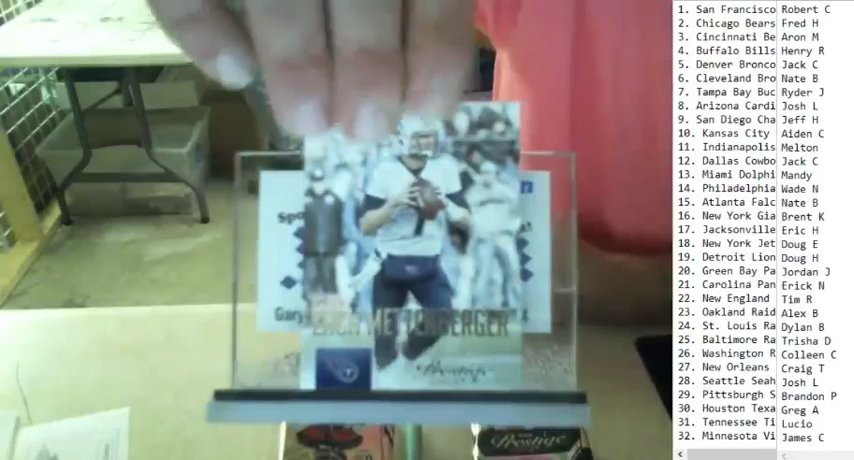 1. San Francisco Robert C
2. Chicago Bears Fred H
3. Cincinnati Be Aron M
4. Buffalo Bills Henry R
5. Denver Bronco Jack C
6. Cleveland Bro Nate B
7. Tampa Bay Buc Ryder J
8. Arizona Cardi Josh L
9. San Diego Cha Jeff H
10. Kansas City Aiden C
11. Indianapolis Melton
12. Dallas Cowbo Jack C
13. Miami Dolphi Mandy
14. Philadelphia Wade N
15. Atlanta Falc Nate B
16. New York Gia Brent K
17. Jacksonville Eric H
18. New York Jet Doug E
19. Detroit Lion Doug H
20. Green Bay Pa Jordan J
21. Carolina Pan Erick N
22. New England Tim R
23. Oakland Raid Alex B
24. St. Louis Ra Dylan B
25. Baltimore Ra Trisha D
26. Washington R Colleen C
27. New Orleans Craig T
28. Seattle Seah Josh L
29. Pittsburgh S Brandon P
30. Houston Texa Greg A
31. Tennessee Ti Lucio
32. Minnesota Vi James C
Spo
Gary
4
ZACH METTENBERGER
Prestige
Prestige